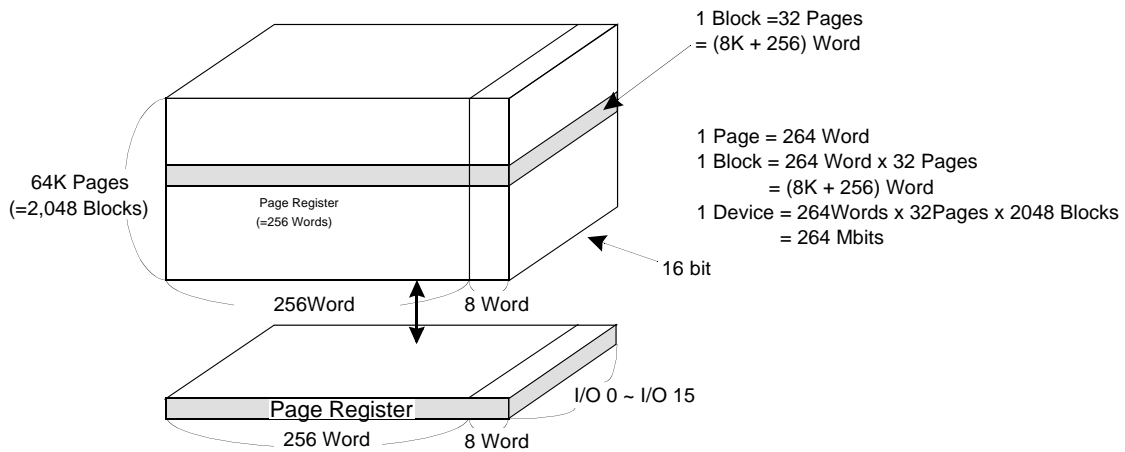 1 Block =32 Pages
= (8K + 256) Word
64K Pages
(=2,048 Blocks)
Page Register
(=256 Words)
1 Page = 264 Word
1 Block = 264 Word x 32 Pages
= (8K + 256) Word
1 Device = 264Words x 32Pages x 2048 Blocks
= 264 Mbits
16 bit
256Word
8 Word
I/O 0 ~ I/O 15
Page Register
256 Word
8 Word